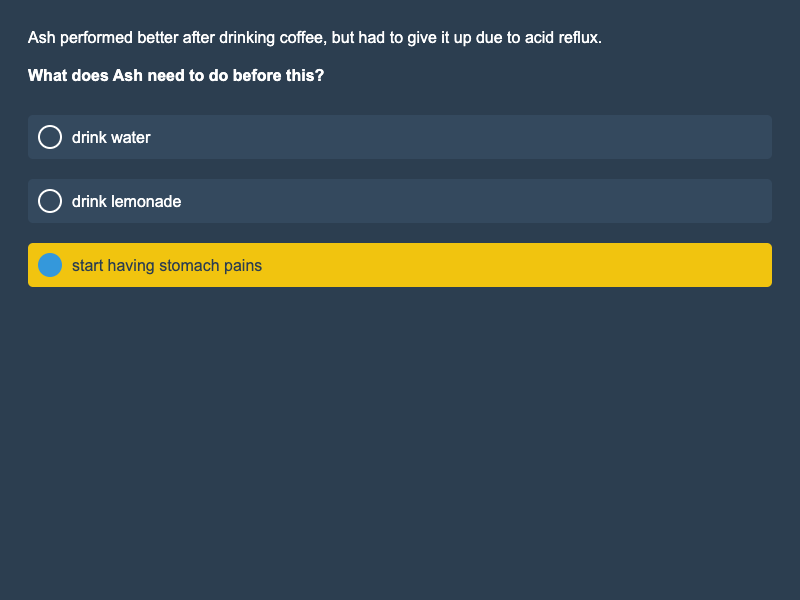 Ash performed better after drinking coffee, but had to give it up due to acid reflux.
What does Ash need to do before this?
drink water
drink lemonade
start having stomach pains